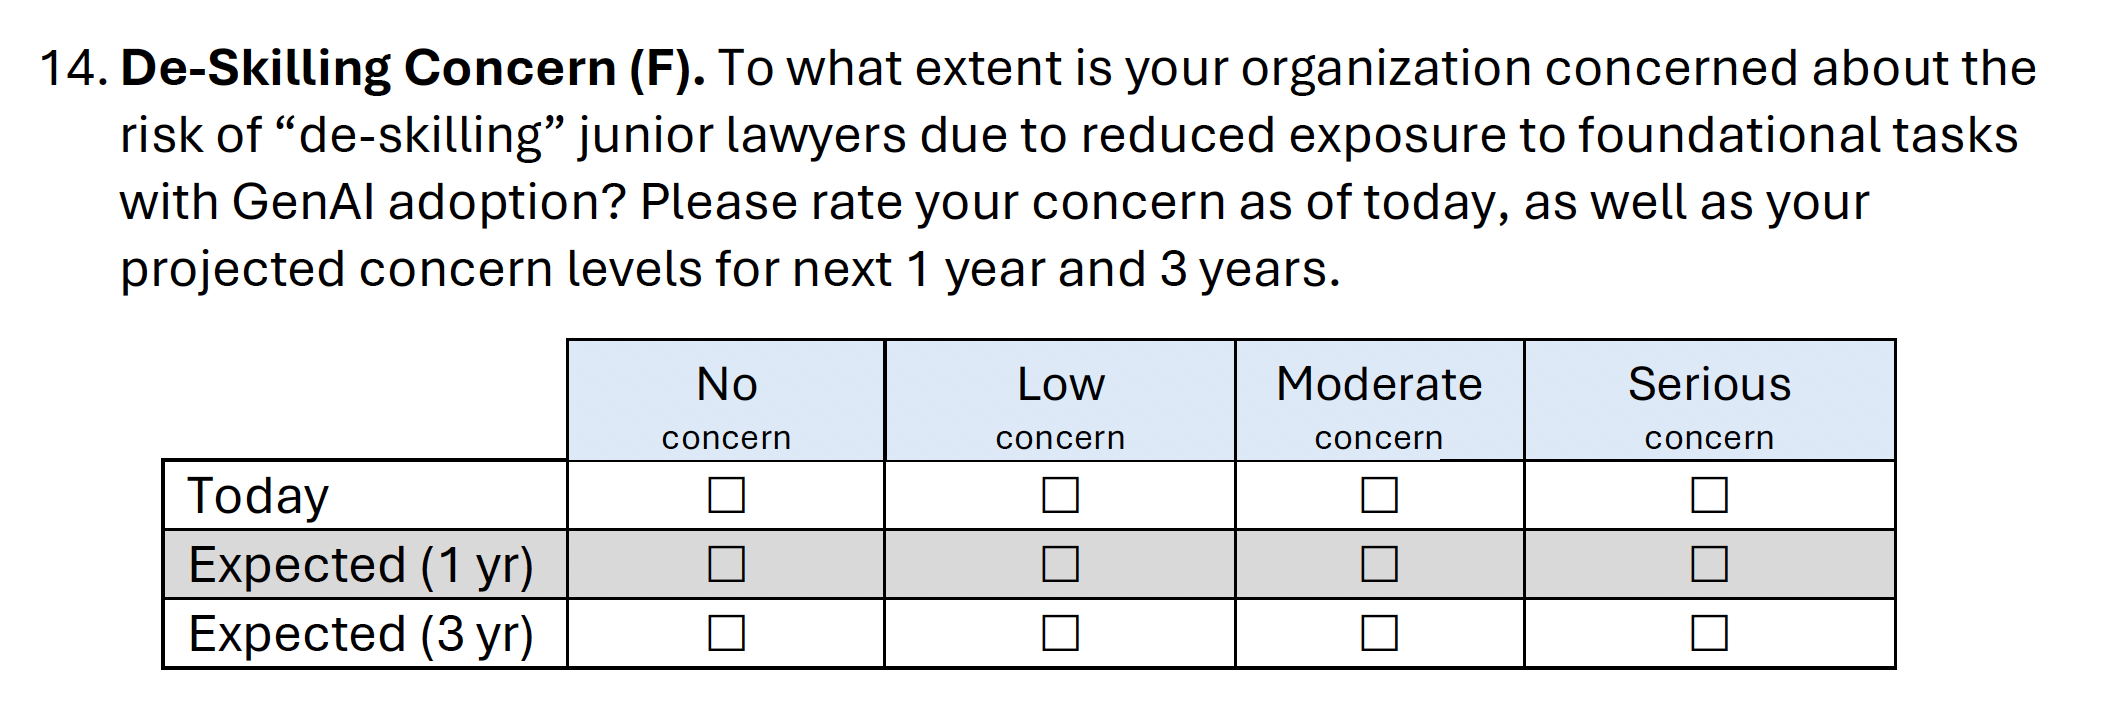 14. De-Skilling Concern (F). To what extent is your organization concerned about the
risk of “de-skilling” junior lawyers due to reduced exposure to foundational tasks
with GenAI adoption? Please rate your concern as of today, as well as your
projected concern levels for next 1 year and 3 years.
No Low Moderate Serious
concern concern concern concern
Today ☐ ☐ ☐ ☐
Expected (1 yr) ☐ ☐ ☐ ☐
Expected (3 yr) ☐ ☐ ☐ ☐